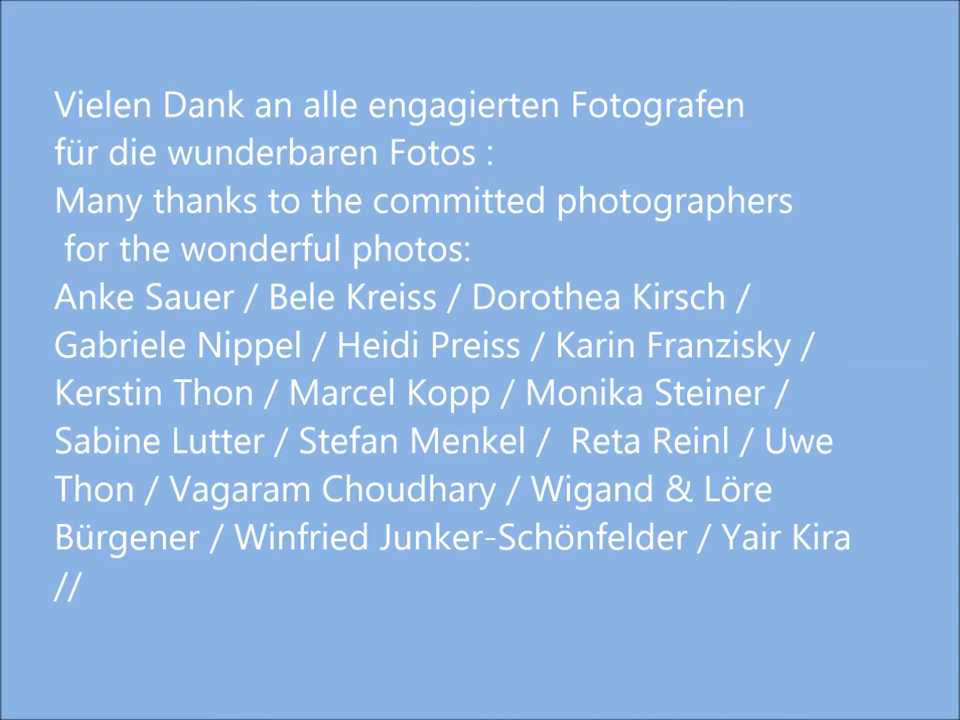 Vielen Dank an alle engagierten Fotografen
für die wunderbaren Fotos :
Many thanks to the committed photographers
for the wonderful photos:
Anke Sauer / Bele Kreiss / Dorothea Kirsch /
Gabriele Nippel / Heidi Preiss / Karin Franzisky /
Kerstin Thon / Marcel Kopp / Monika Steiner /
Sabine Lutter / Stefan Menkel /  Reta Reinl / Uwe
Thon / Vagaram Choudhary / Wigand & Löre
Bürgener / Winfried Junker-Schönfelder / Yair Kira
//